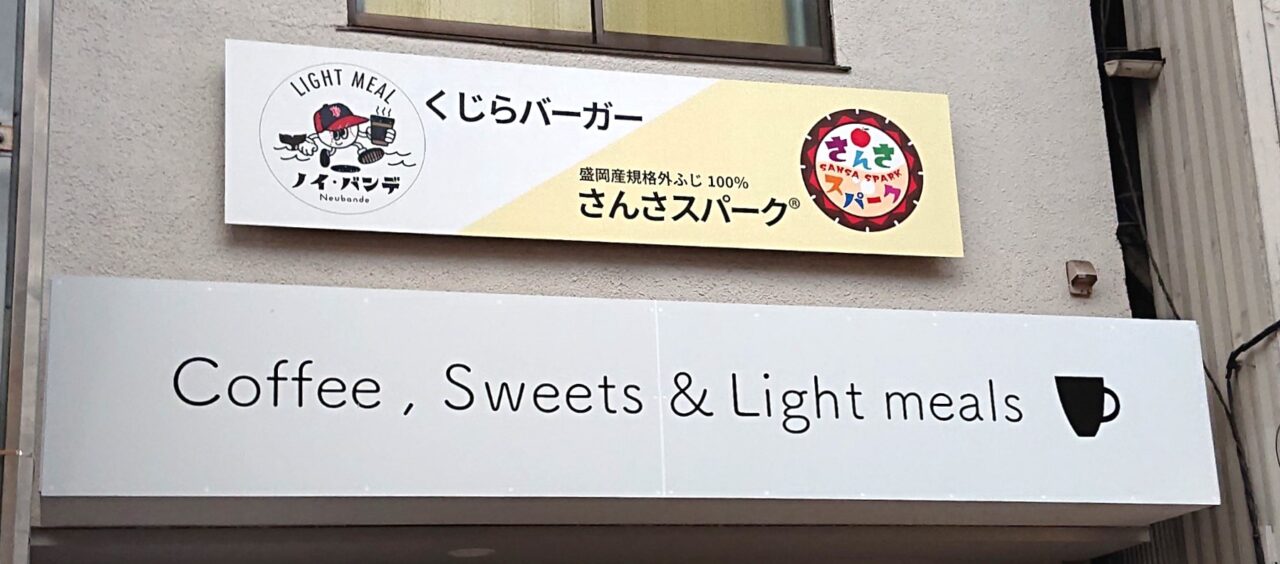 LIGHT MEAL
ノイ・バンデ
Neubande
くじらバーガー
盛岡産規格外ふじ 100%
さんさスパーク®
さんさ
SANSA SPARK
スパーク
Coffee , Sweets & Light meals